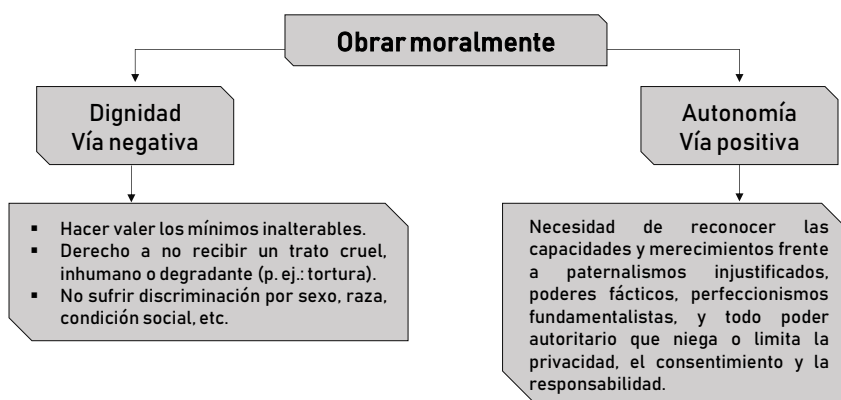 Obrar moralmente
Dignidad
Vía negativa
Autonomía
Vía positiva
▪ Hacer valer los mínimos inalterables.
▪ Derecho a no recibir un trato cruel,
inhumano o degradante (p. ej.: tortura).
▪ No sufrir discriminación por sexo, raza,
condición social, etc.
Necesidad de reconocer las
capacidades y merecimientos frente
a paternalismos injustificados,
poderes fácticos, perfeccionismos
fundamentalistas, y todo poder
autoritario que niega o limita la
privacidad, el consentimiento y la
responsabilidad.